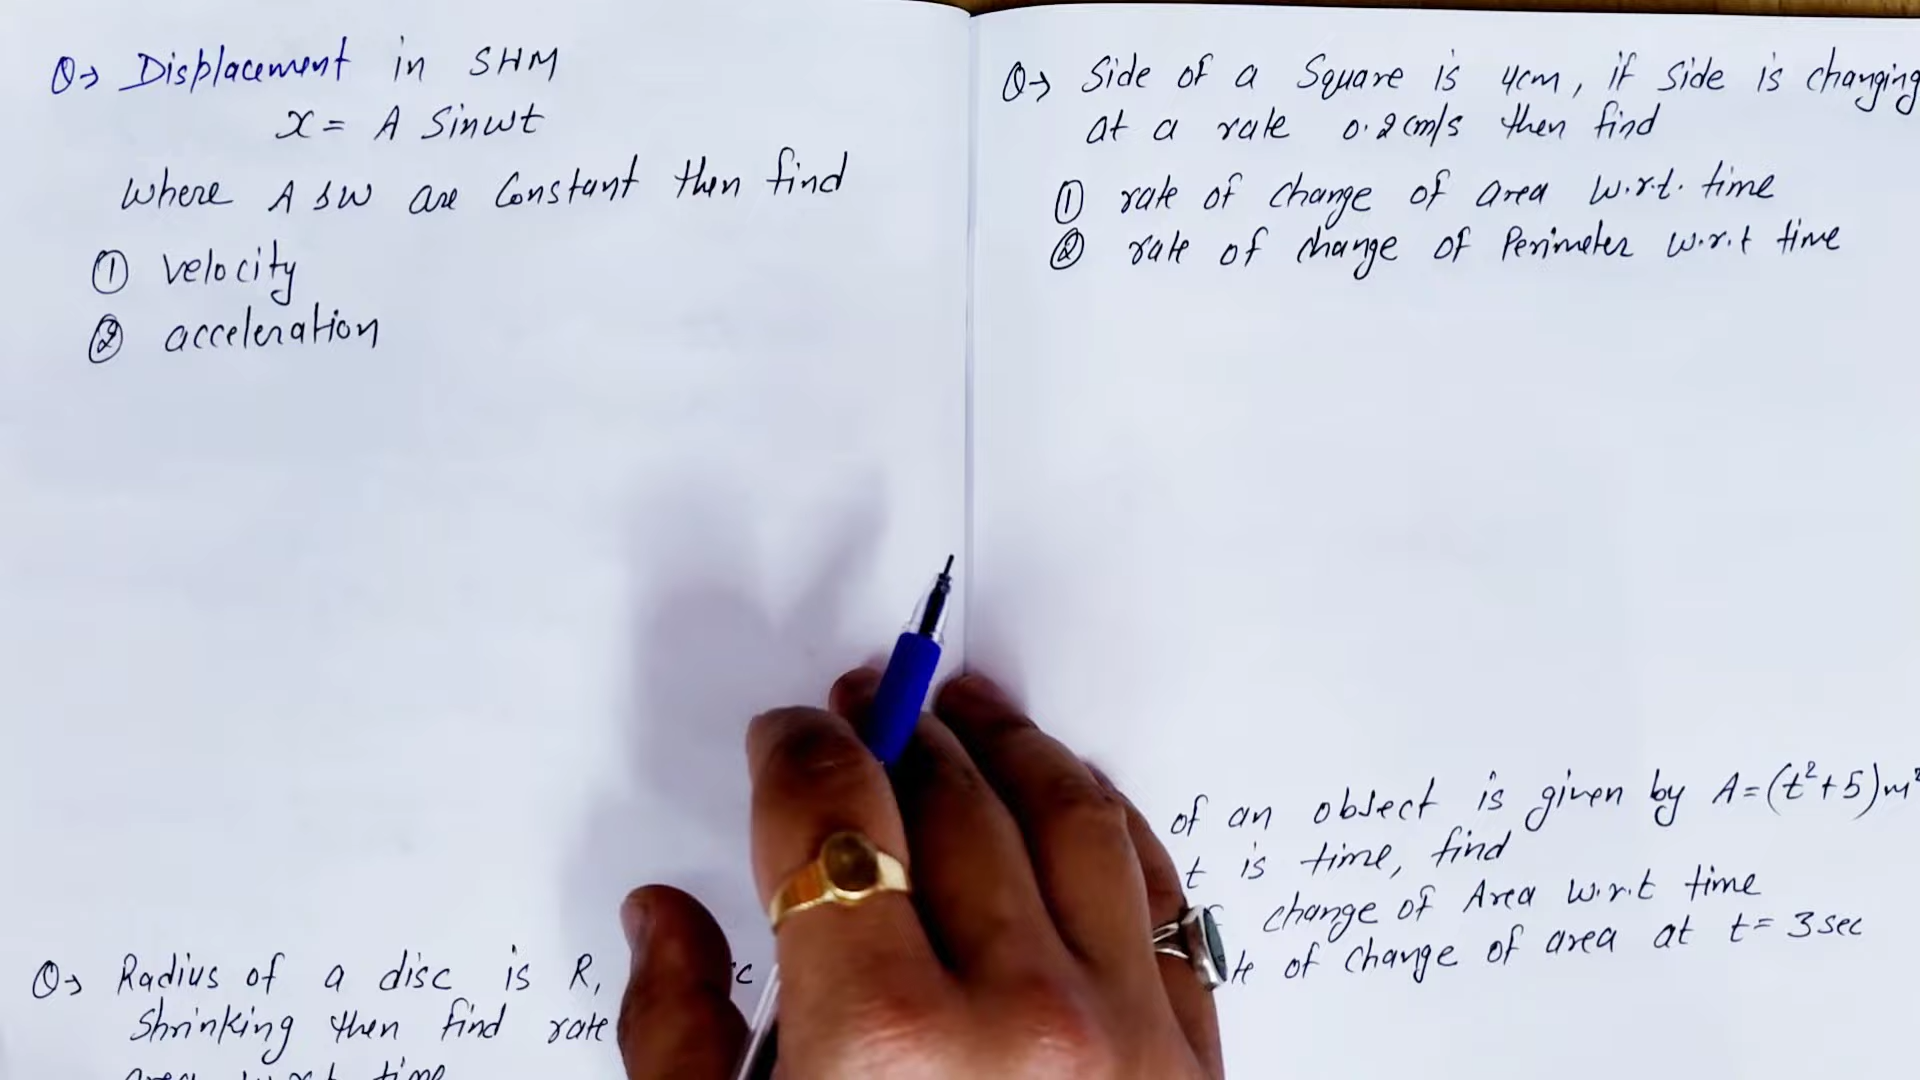 Q→ Displacement in SHM
x = A Sinwt
Where A & w are Constant then find
① velocity
② acceleration
Q→ Radius of a disc is R,
Shrinking then find rate
area w.r.t time
Q→ Side of a Square is 4cm, if side is changing
at a rate 0.2cm/s then find
① rate of change of area w.r.t. time
② rate of change of Perimeter w.r.t time
of an object is given by A=(t²+5)m²
t is time, find
change of Area w.r.t time
of change of area at t= 3sec